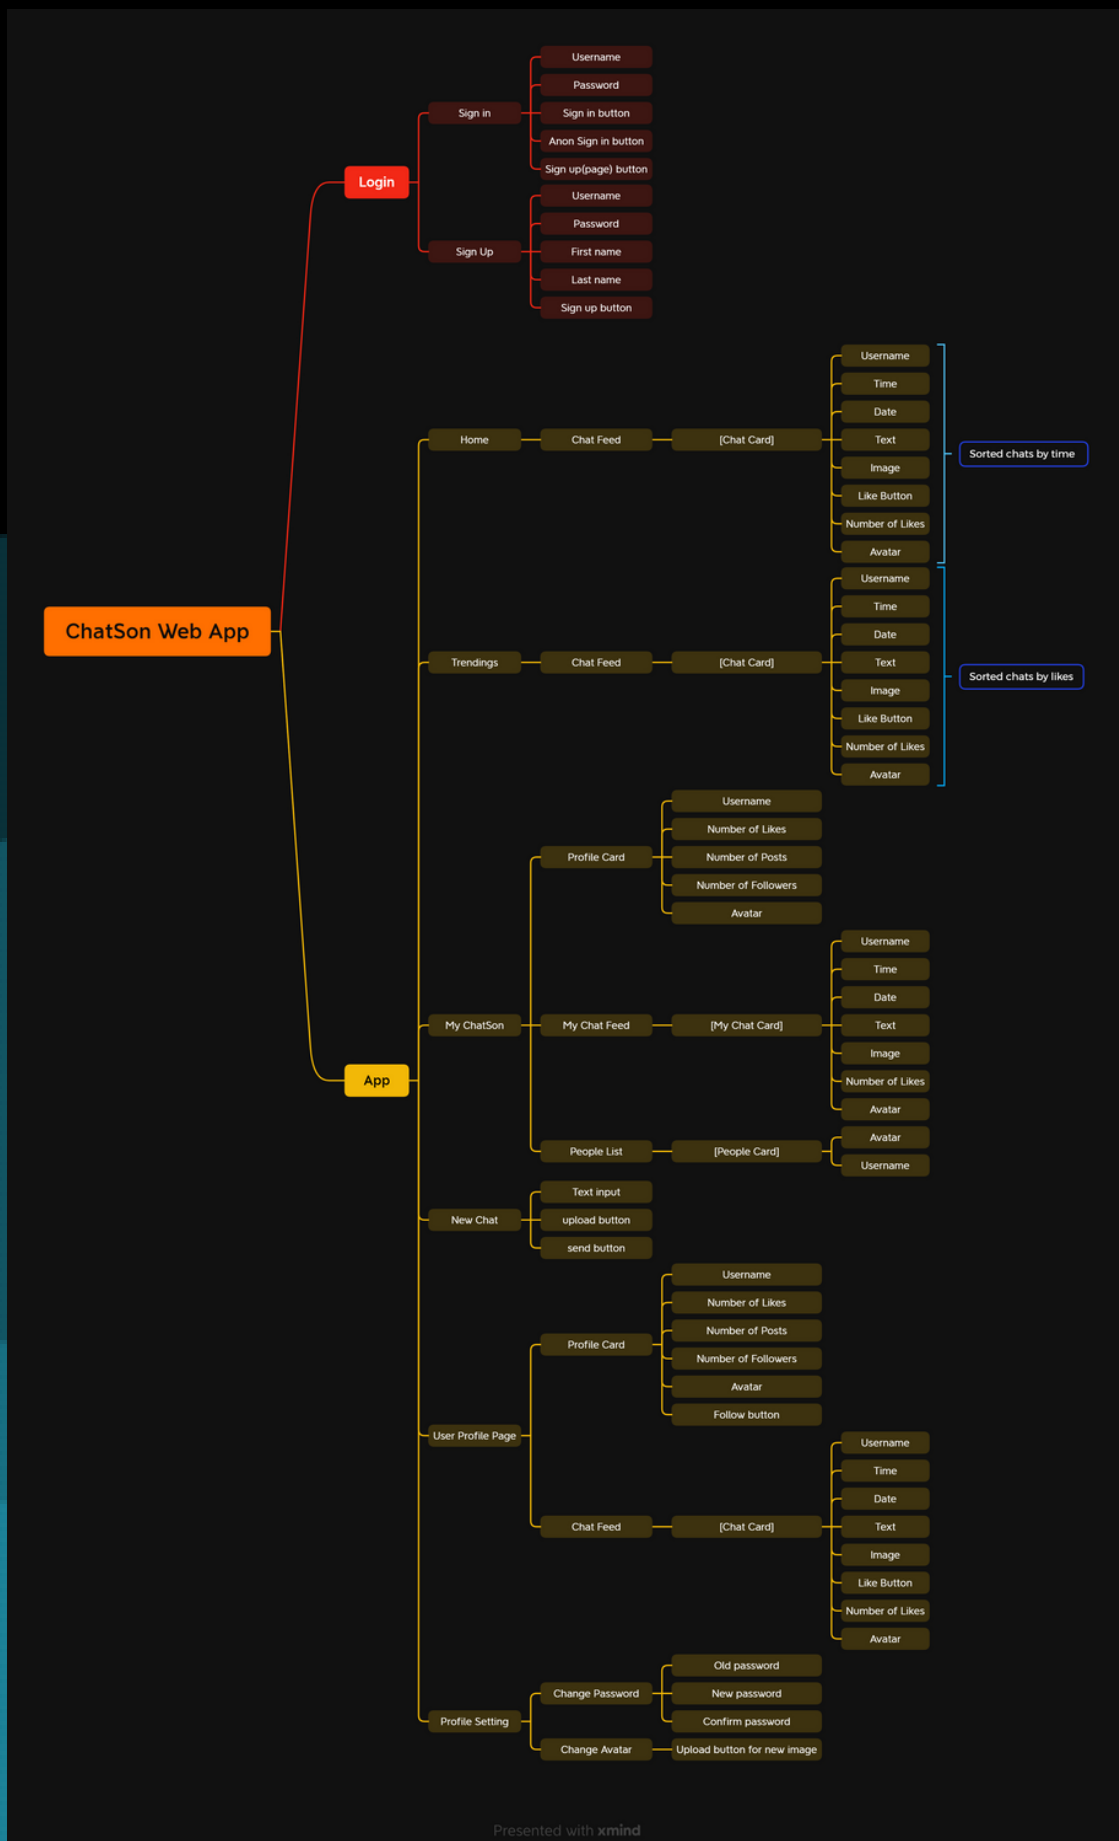 ChatSon Web App
Login
Sign in
Username
Password
Sign in button
Anon Sign in button
Sign up(page) button
Sign Up
Username
Password
First name
Last name
Sign up button
App
Home
Chat Feed
[Chat Card]
Username
Time
Date
Text
Image
Like Button
Number of Likes
Avatar
Sorted chats by time
Trendings
Chat Feed
[Chat Card]
Username
Time
Date
Text
Image
Like Button
Number of Likes
Avatar
Sorted chats by likes
My ChatSon
Profile Card
Username
Number of Likes
Number of Posts
Number of Followers
Avatar
My Chat Feed
[My Chat Card]
Username
Time
Date
Text
Image
Number of Likes
Avatar
People List
[People Card]
Avatar
Username
New Chat
Text input
upload button
send button
User Profile Page
Profile Card
Username
Number of Likes
Number of Posts
Number of Followers
Avatar
Follow button
Chat Feed
[Chat Card]
Username
Time
Date
Text
Image
Like Button
Number of Likes
Avatar
Profile Setting
Change Password
Old password
New password
Confirm password
Change Avatar
Upload button for new image
Presented with xmind